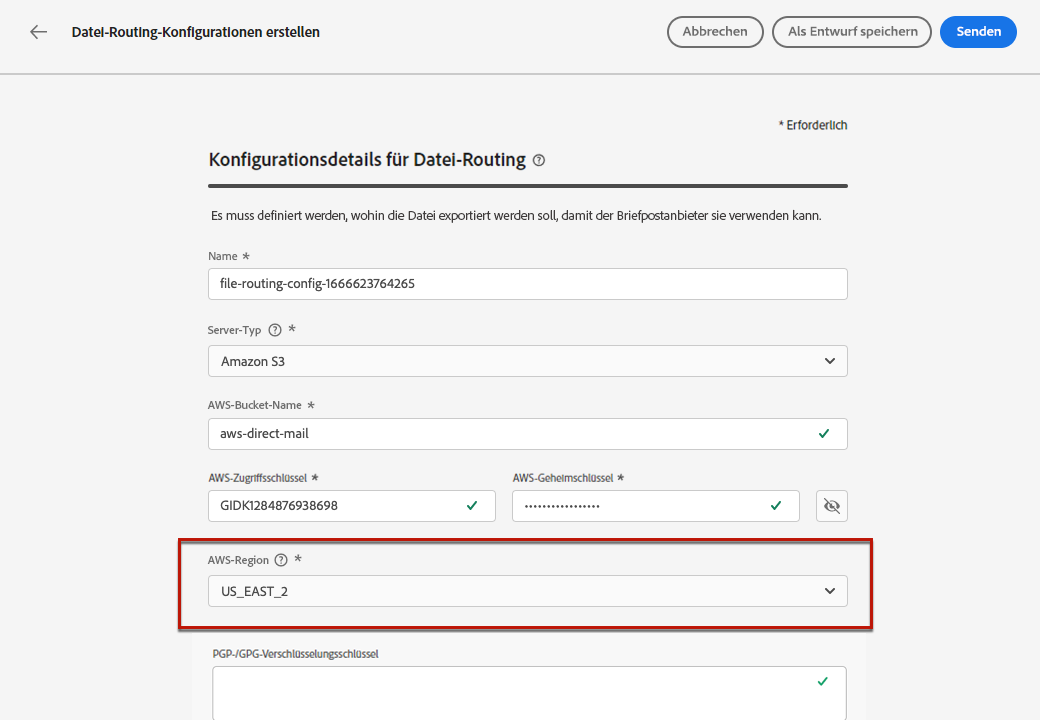 Datei-Routing-Konfigurationen erstellen Abbrechen Als Entwurf speichern Senden
* Erforderlich
Konfigurationsdetails für Datei-Routing
Es muss definiert werden, wohin die Datei exportiert werden soll, damit der Briefpostanbieter sie verwenden kann.
Name *
file-routing-config-1666623764265
Server-Typ *
Amazon S3
AWS-Bucket-Name *
aws-direct-mail
AWS-Zugriffsschlüssel * AWS-Geheimschlüssel *
GIDK1284876938698 •••••••••••••••••
AWS-Region *
US_EAST_2
PGP-/GPG-Verschlüsselungsschlüssel